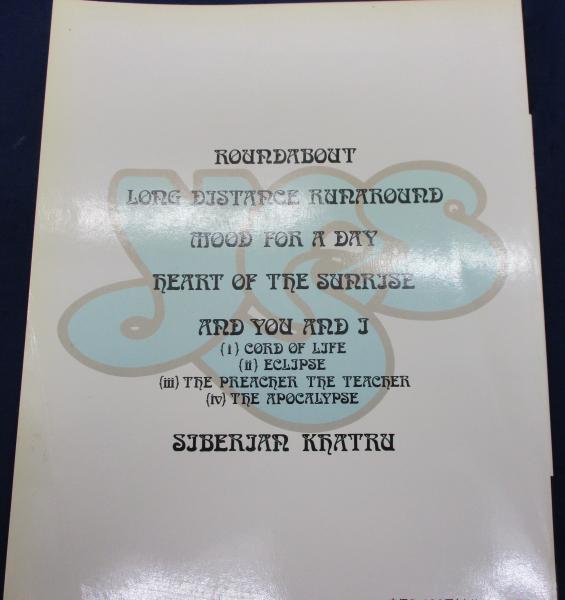 ROUNDABOUT
LONG DISTANCE RUNAROUND
MOOD FOR A DAY
HEART OF THE SUNRISE
AND YOU AND I
(i) CORD OF LIFE
(ii) ECLIPSE
(iii) THE PREACHER THE TEACHER
(iv) THE APOCALYPSE
SIBERIAN KHATRU
yes